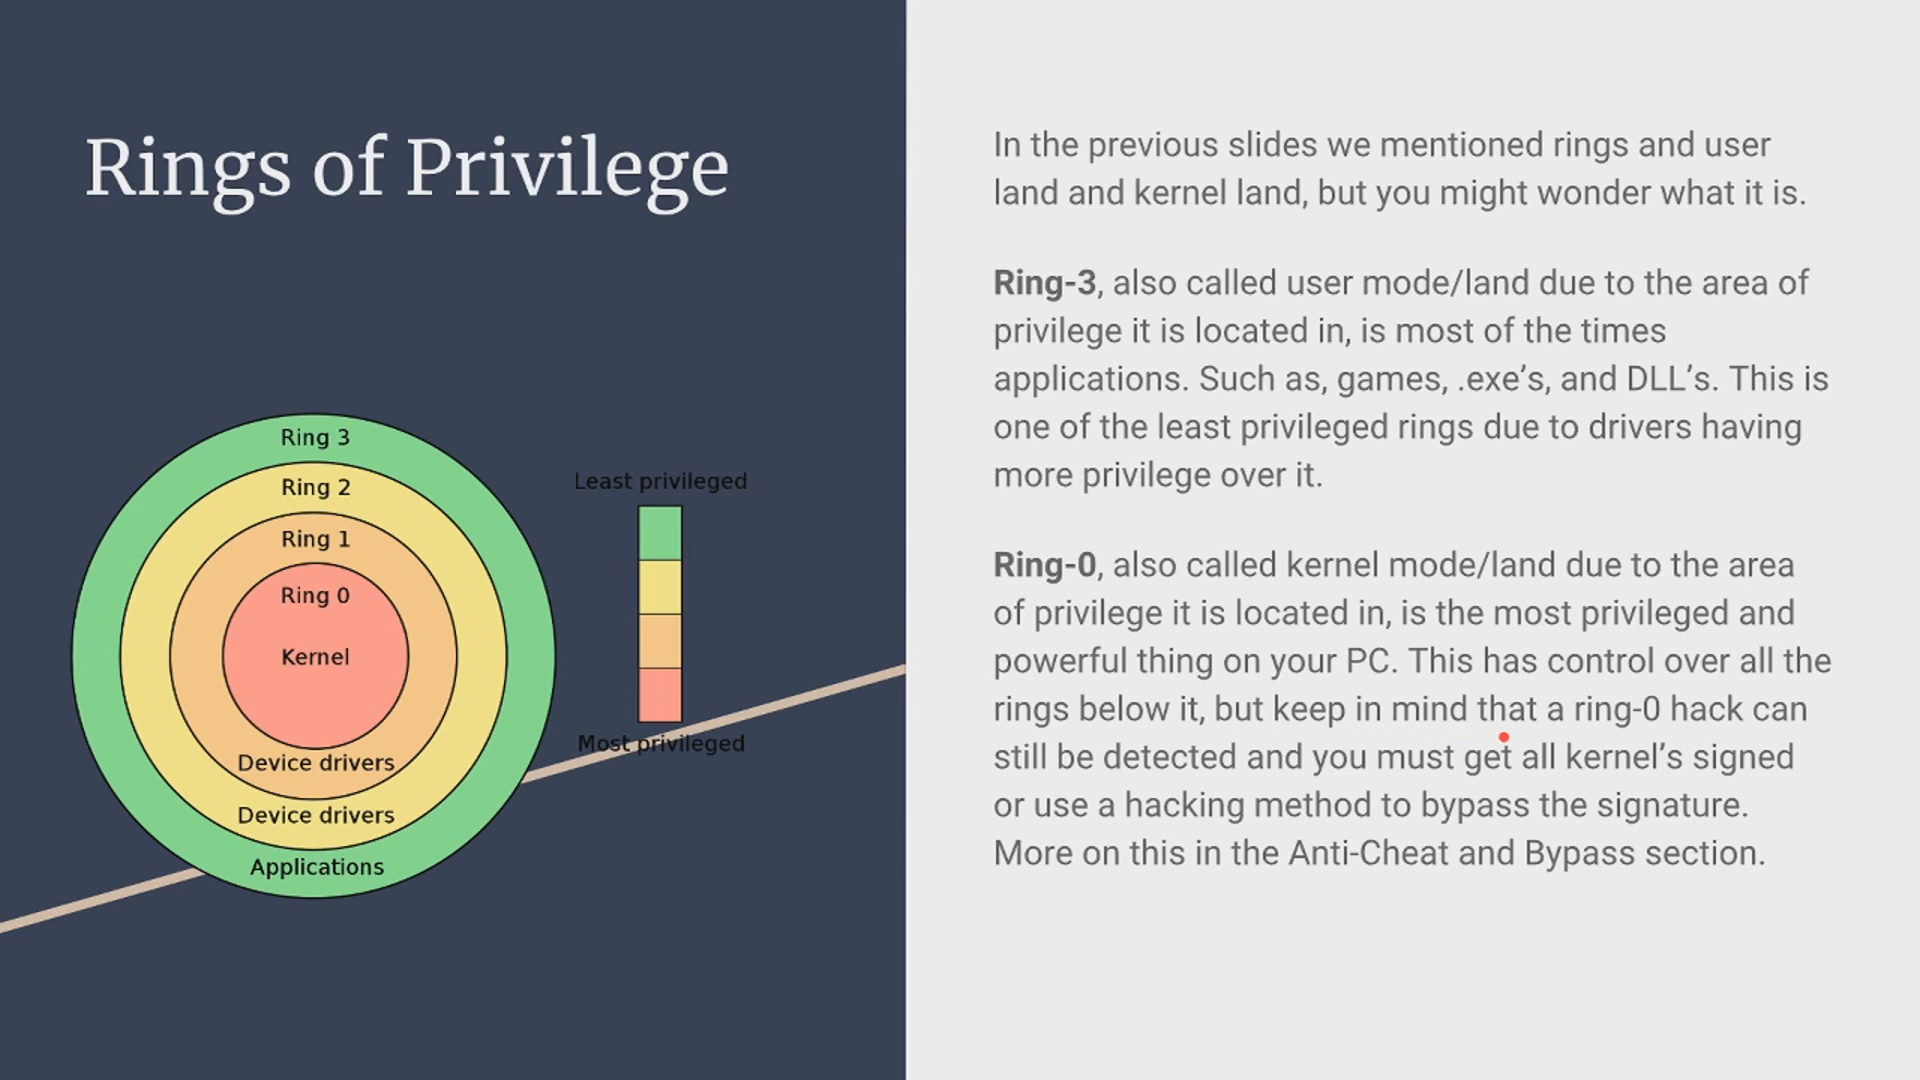 Rings of Privilege
Ring 3
Ring 2
Ring 1
Ring 0
Kernel
Device drivers
Device drivers
Applications
Least privileged
Most privileged
In the previous slides we mentioned rings and user
land and kernel land, but you might wonder what it is.
Ring-3, also called user mode/land due to the area of
privilege it is located in, is most of the times
applications. Such as, games, .exe’s, and DLL’s. This is
one of the least privileged rings due to drivers having
more privilege over it.
Ring-0, also called kernel mode/land due to the area
of privilege it is located in, is the most privileged and
powerful thing on your PC. This has control over all the
rings below it, but keep in mind that a ring-0 hack can
still be detected and you must get all kernel’s signed
or use a hacking method to bypass the signature.
More on this in the Anti-Cheat and Bypass section.